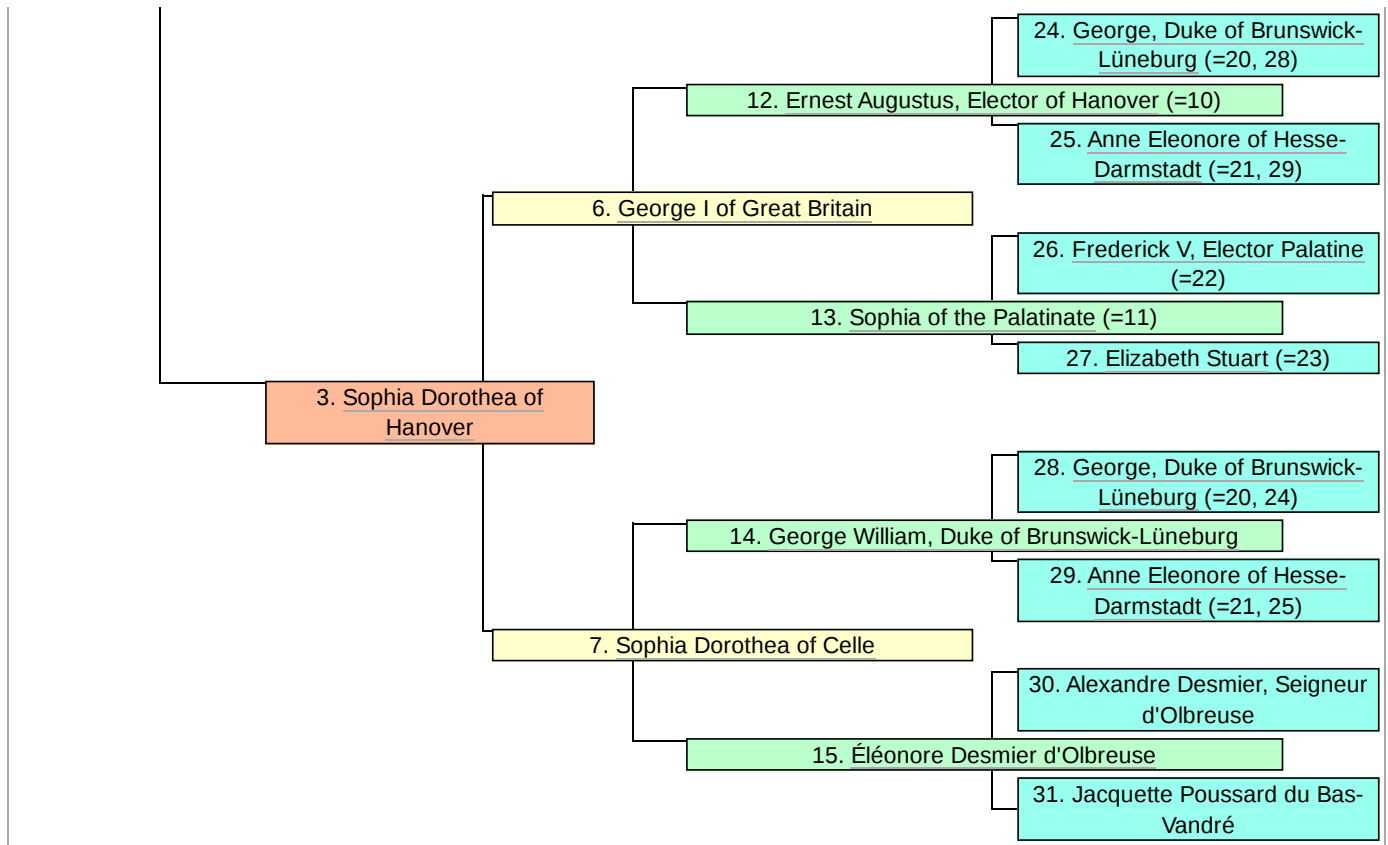 24. George, Duke of Brunswick-
Lüneburg (=20, 28)
12. Ernest Augustus, Elector of Hanover (=10)
25. Anne Eleonore of Hesse-
Darmstadt (=21, 29)
6. George I of Great Britain
26. Frederick V, Elector Palatine
(=22)
13. Sophia of the Palatinate (=11)
27. Elizabeth Stuart (=23)
3. Sophia Dorothea of
Hanover
28. George, Duke of Brunswick-
Lüneburg (=20, 24)
14. George William, Duke of Brunswick-Lüneburg
29. Anne Eleonore of Hesse-
Darmstadt (=21, 25)
7. Sophia Dorothea of Celle
30. Alexandre Desmier, Seigneur
d'Olbreuse
15. Éléonore Desmier d'Olbreuse
31. Jacquette Poussard du Bas-
Vandré